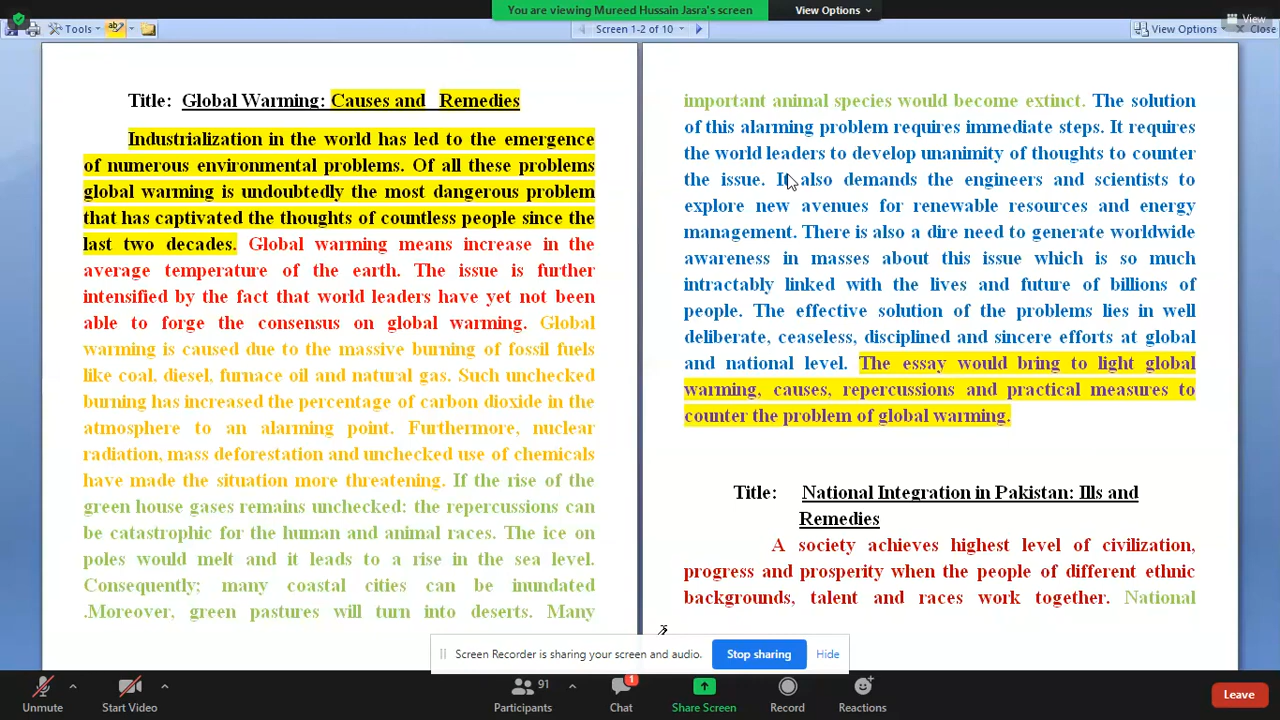 You are viewing Mureed Hussain Jasra's screen
View Options
View
Tools
Screen 1-2 of 10
View Options
Close
Title: Global Warming: Causes and Remedies
Industrialization in the world has led to the emergence
of numerous environmental problems. Of all these problems
global warming is undoubtedly the most dangerous problem
that has captivated the thoughts of countless people since the
last two decades. Global warming means increase in the
average temperature of the earth. The issue is further
intensified by the fact that world leaders have yet not been
able to forge the consensus on global warming. Global
warming is caused due to the massive burning of fossil fuels
like coal, diesel, furnace oil and natural gas. Such unchecked
burning has increased the percentage of carbon dioxide in the
atmosphere to an alarming point. Furthermore, nuclear
radiation, mass deforestation and unchecked use of chemicals
have made the situation more threatening. If the rise of the
green house gases remains unchecked: the repercussions can
be catastrophic for the human and animal races. The ice on
poles would melt and it leads to a rise in the sea level.
Consequently; many coastal cities can be inundated
.Moreover, green pastures will turn into deserts. Many
important animal species would become extinct. The solution
of this alarming problem requires immediate steps. It requires
the world leaders to develop unanimity of thoughts to counter
the issue. It also demands the engineers and scientists to
explore new avenues for renewable resources and energy
management. There is also a dire need to generate worldwide
awareness in masses about this issue which is so much
intractably linked with the lives and future of billions of
people. The effective solution of the problems lies in well
deliberate, ceaseless, disciplined and sincere efforts at global
and national level. The essay would bring to light global
warming, causes, repercussions and practical measures to
counter the problem of global warming.
Title: National Integration in Pakistan: Ills and
Remedies
A society achieves highest level of civilization,
progress and prosperity when the people of different ethnic
backgrounds, talent and races work together. National
Screen Recorder is sharing your screen and audio.
Stop sharing
Hide
Unmute
Start Video
91
Participants
1
Chat
Share Screen
Record
Reactions
Leave